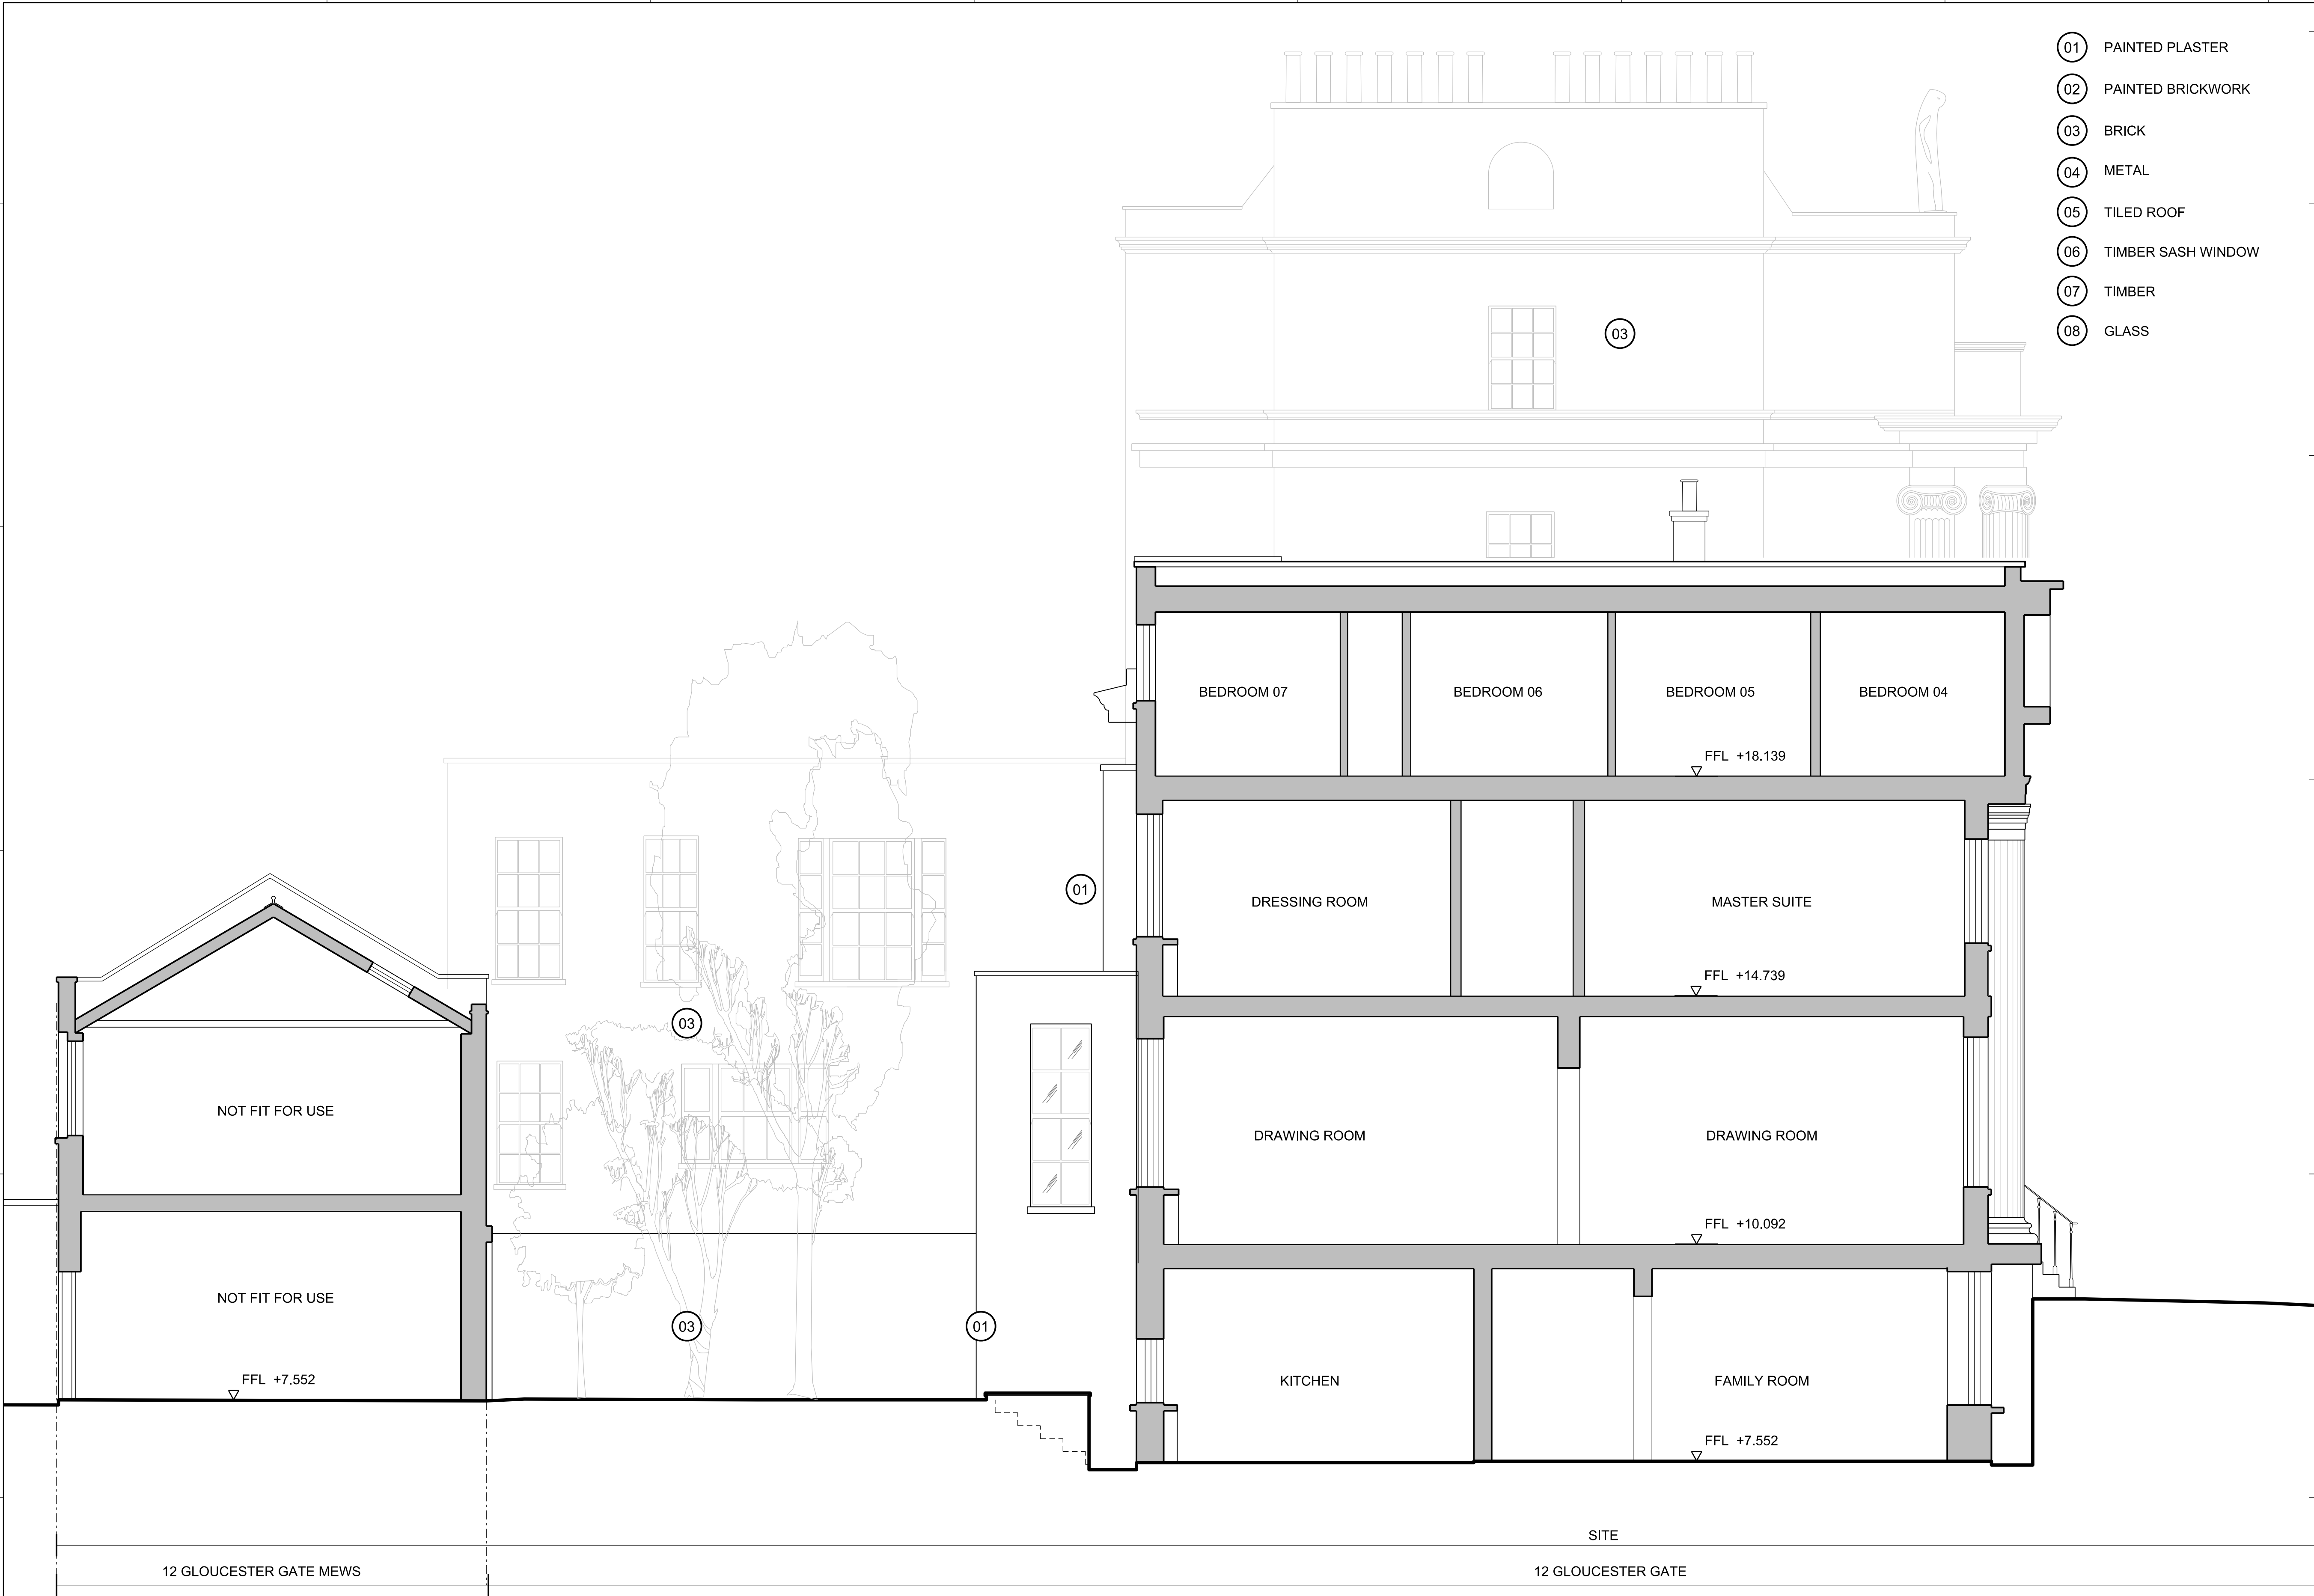 01 PAINTED PLASTER
02 PAINTED BRICKWORK
03 BRICK
04 METAL
05 TILED ROOF
06 TIMBER SASH WINDOW
07 TIMBER
08 GLASS
03
BEDROOM 07
BEDROOM 06
BEDROOM 05
BEDROOM 04
FFL +18.139
01
DRESSING ROOM
MASTER SUITE
FFL +14.739
03
NOT FIT FOR USE
DRAWING ROOM
DRAWING ROOM
FFL +10.092
NOT FIT FOR USE
03
01
FFL +7.552
KITCHEN
FAMILY ROOM
FFL +7.552
SITE
12 GLOUCESTER GATE MEWS
12 GLOUCESTER GATE